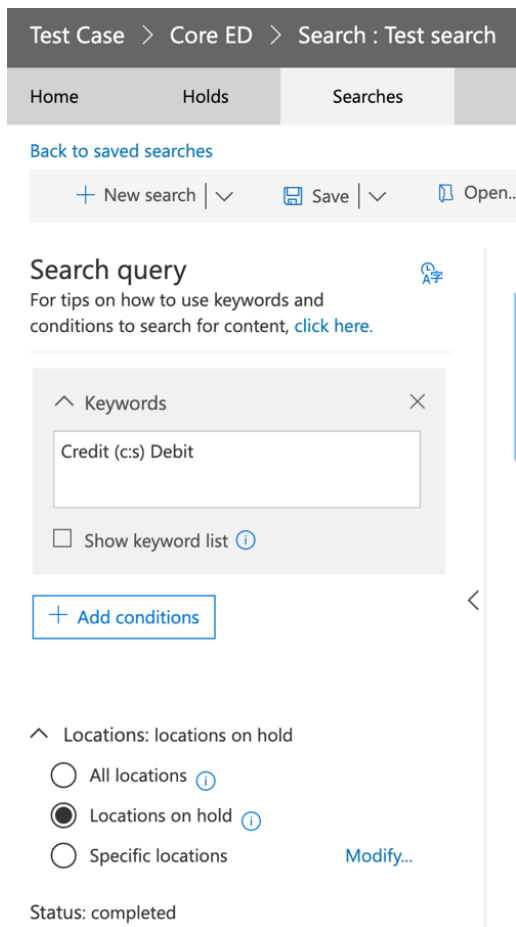 Test Case > Core ED > Search : Test search
Home Holds Searches
Back to saved searches
+ New search | Save | Open...
Search query
For tips on how to use keywords and
conditions to search for content, click here.
Keywords
Credit (c:s) Debit
Show keyword list
+ Add conditions
Locations: locations on hold
All locations
Locations on hold
Specific locations Modify...
Status: completed